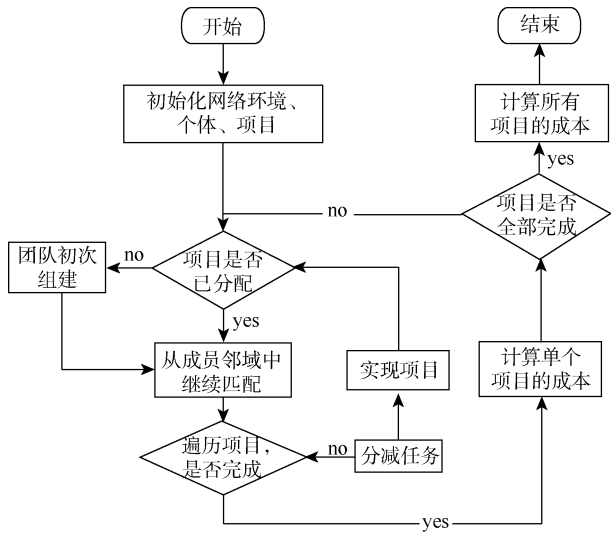 开始
结束
初始化网络环境、
个体、项目
计算所有
项目的成本
yes
no
项目是否
全部完成
团队初次
组建
no
项目是否
已分配
yes
从成员邻域中
继续匹配
实现项目
计算单个
项目的成本
遍历项目，
是否完成
no
分减任务
yes